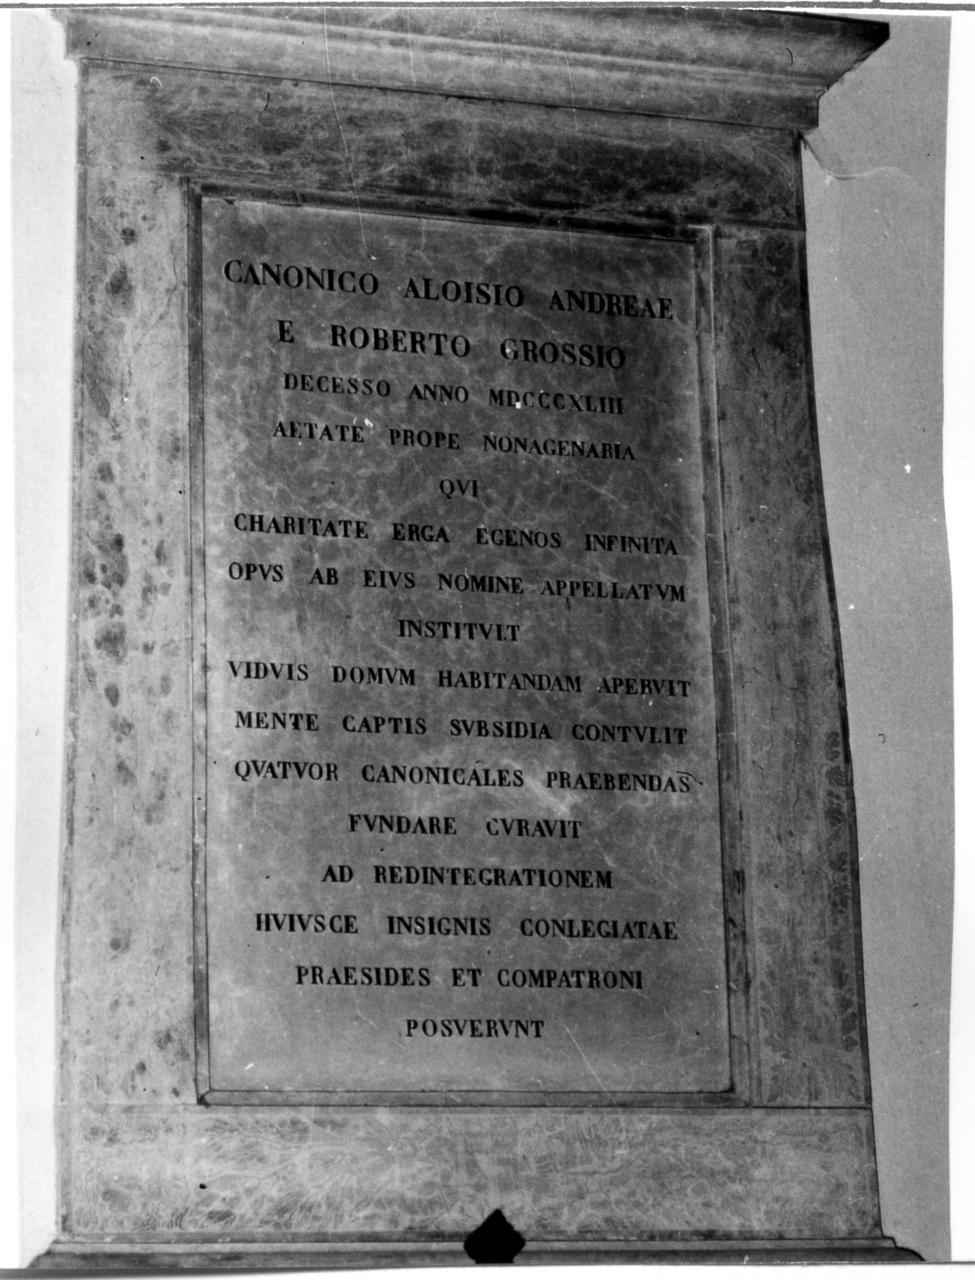 CANONICO ALOISIO ANDREAE
E ROBERTO GROSSIO
DECESSO ANNO MDCCCXLIII
AETATE PROPE NONAGENARIA
QVI
CHARITATE ERGA EGENOS INFINITA
OPVS AB EIVS NOMINE APPELLATVM
INSTITVIT
VIDVIS DOMVM HABITANDAM APERVIT
MENTE CAPTIS SVBSIDIA CONTVLIT
QVATVOR CANONICALES PRAEBENDAS
FVNDARE CVRAVIT
AD REDINTEGRATIONEM
HVIVSCE INSIGNIS CONLEGIATAE
PRAESIDES ET COMPATRONI
POSVERVNT